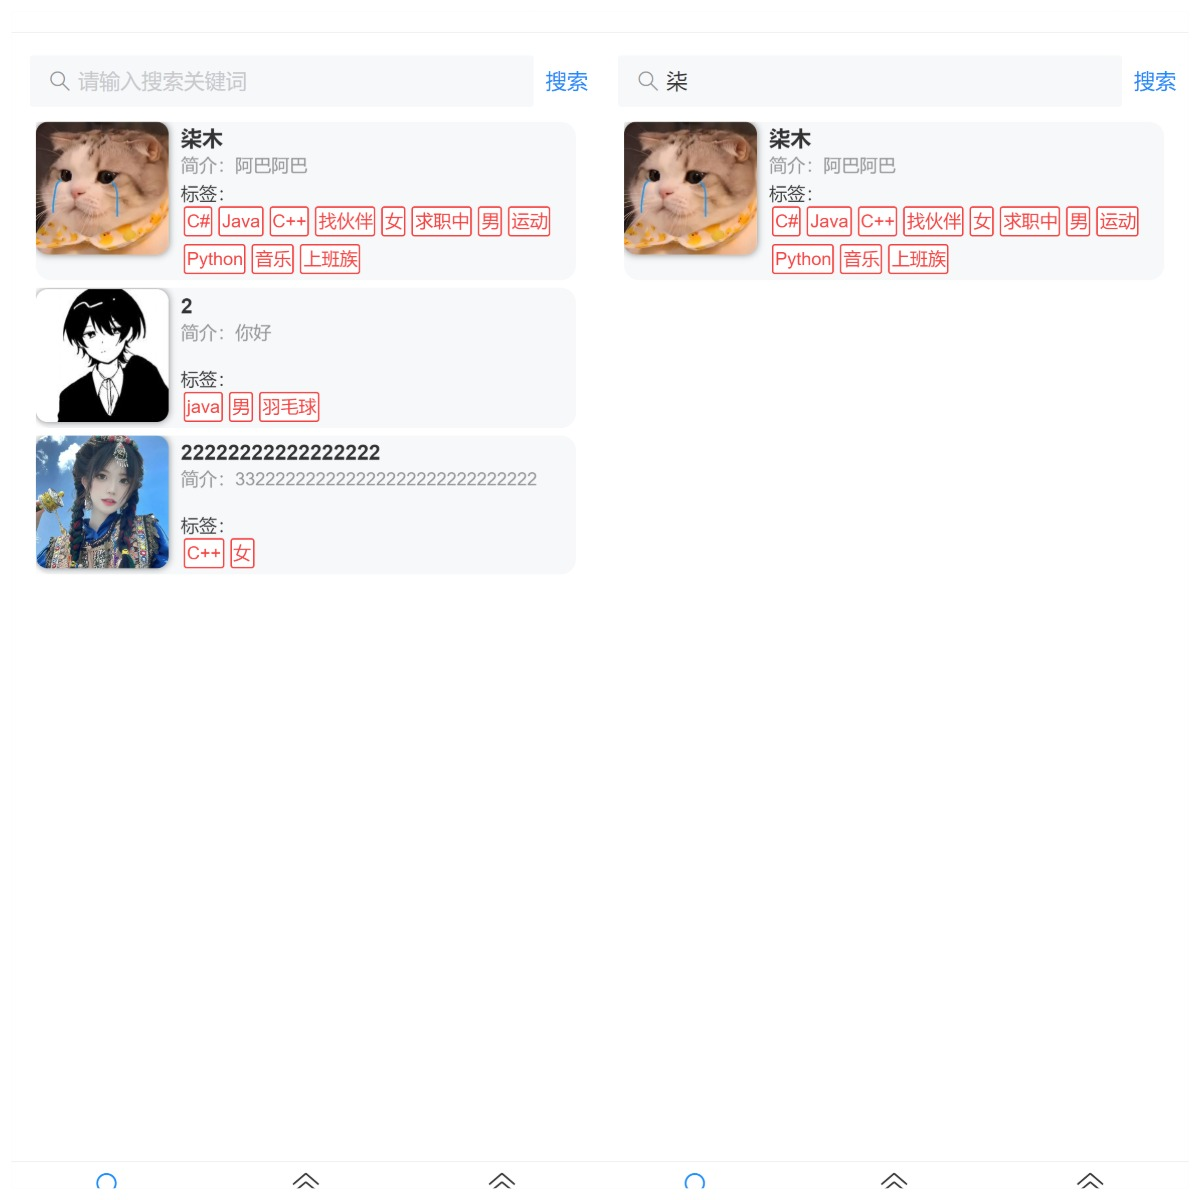 请输入搜索关键词 搜索
柒木
简介：阿巴阿巴
标签：
C# Java C++ 找伙伴 女 求职中 男 运动
Python 音乐 上班族
2
简介：你好
标签：
java 男 羽毛球
22222222222222222
标签：
C++ 女
柒 搜索
柒木
简介：阿巴阿巴
标签：
C# Java C++ 找伙伴 女 求职中 男 运动
Python 音乐 上班族